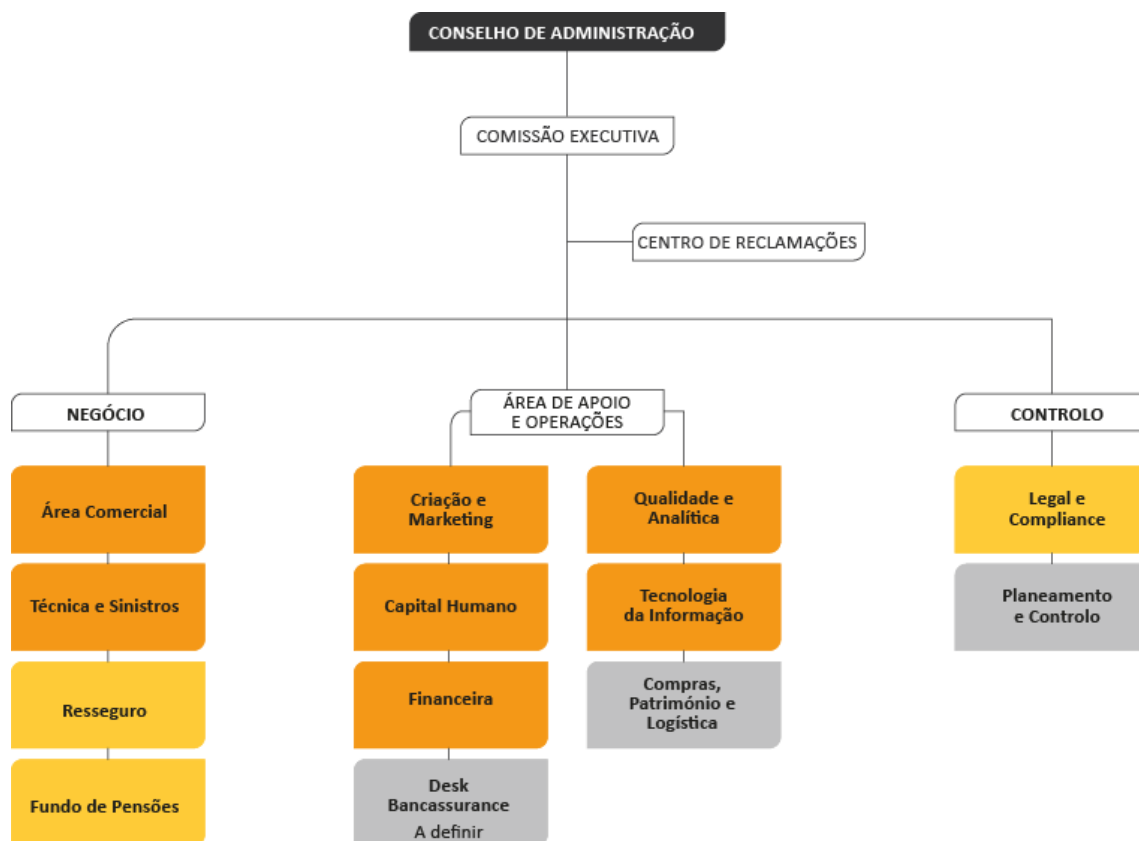 CONSELHO DE ADMINISTRAÇÃO
COMISSÃO EXECUTIVA
CENTRO DE RECLAMAÇÕES
NEGÓCIO
ÁREA DE APOIO
E OPERAÇÕES
CONTROLO
Área Comercial
Técnica e Sinistros
Resseguro
Fundo de Pensões
Criação e
Marketing
Capital Humano
Financeira
Desk
Bancassurance
A definir
Qualidade e
Analítica
Tecnologia
da Informação
Compras,
Património e
Logística
Legal e
Compliance
Planeamento
e Controlo